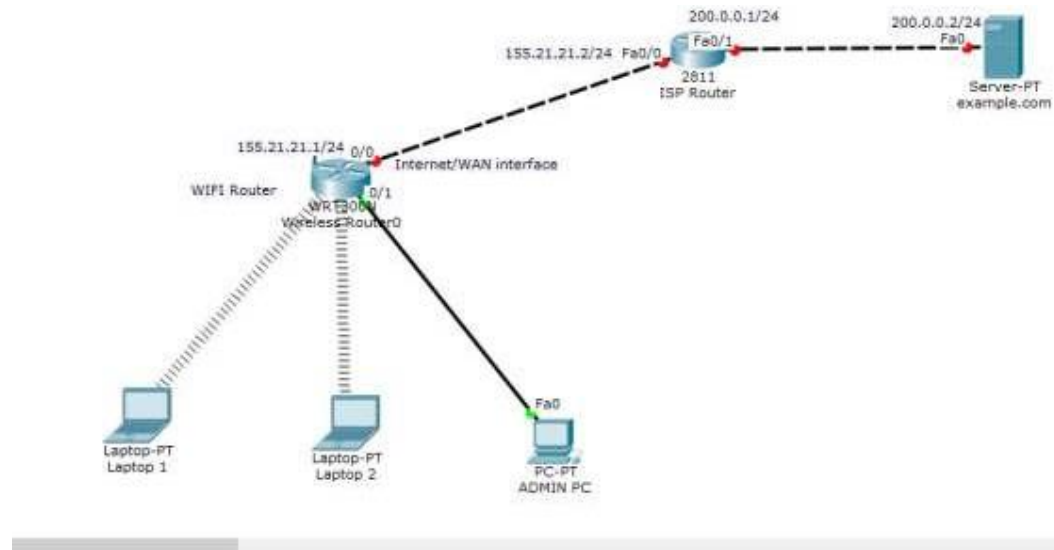 200.0.0.1/24
200.0.0.2/24
155.21.21.2/24 Fa0/0
Fa0/1
Fa0
2811
ISP Router
Server-PT
example.com
155.21.21.1/24 0/0
Internet/WAN interface
WIFI Router
0/1
WRT300N
Wireless Router0
Fa0
Laptop-PT
Laptop 1
Laptop-PT
Laptop 2
PC-PT
ADMIN PC